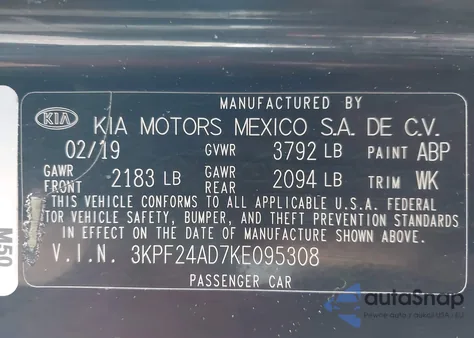 MANUFACTURED BY
KIA KIA MOTORS MEXICO S.A. DE C.V.
02/19 GVWR 3792 LB PAINT ABP
GAWR FRONT 2183 LB GAWR REAR 2094 LB TRIM WK
THIS VEHICLE CONFORMS TO ALL U.S.A. FEDERAL
MOTOR VEHICLE SAFETY, BUMPER, AND THEFT PREVENTION STANDARDS
IN EFFECT ON THE DATE OF MANUFACTURE SHOWN ABOVE.
V.I.N. 3KPF24AD7KE095308
PASSENGER CAR
M50
autoSnap